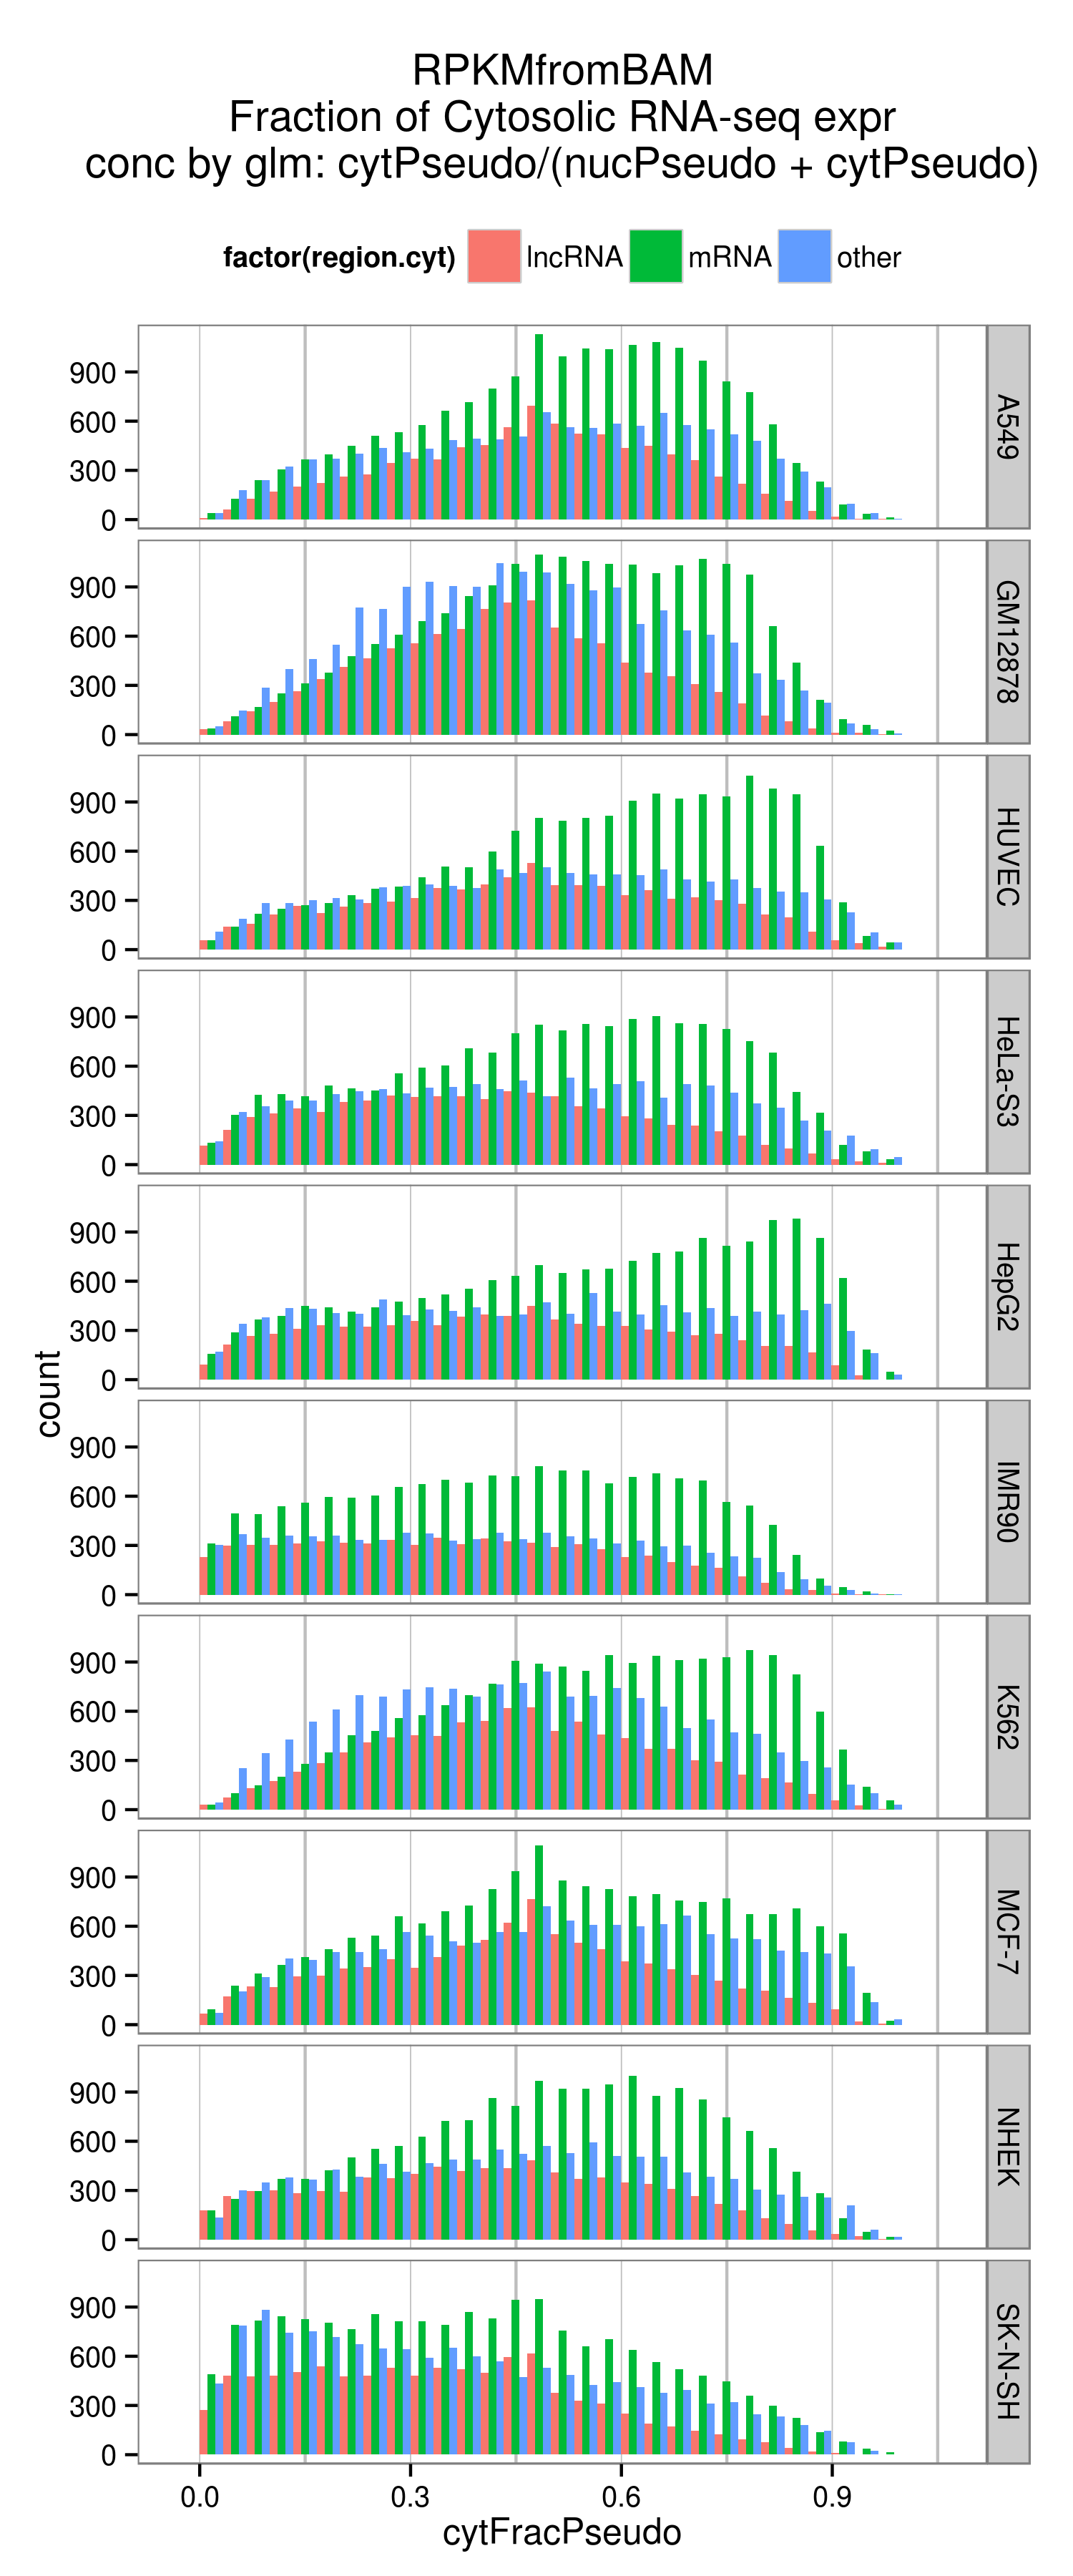 RPKMfromBAM
Fraction of Cytosolic RNA-seq expr
conc by glm: cytPseudo/(nucPseudo + cytPseudo)
factor(region.cyt) lncRNA mRNA other
900
600
300
0
A549
900
600
300
0
GM12878
900
600
300
0
HUVEC
900
600
300
0
HeLa-S3
900
600
300
0
HepG2
count
900
600
300
0
IMR90
900
600
300
0
K562
900
600
300
0
MCF-7
900
600
300
0
NHEK
900
600
300
0
SK-N-SH
0.0 0.3 0.6 0.9
cytFracPseudo